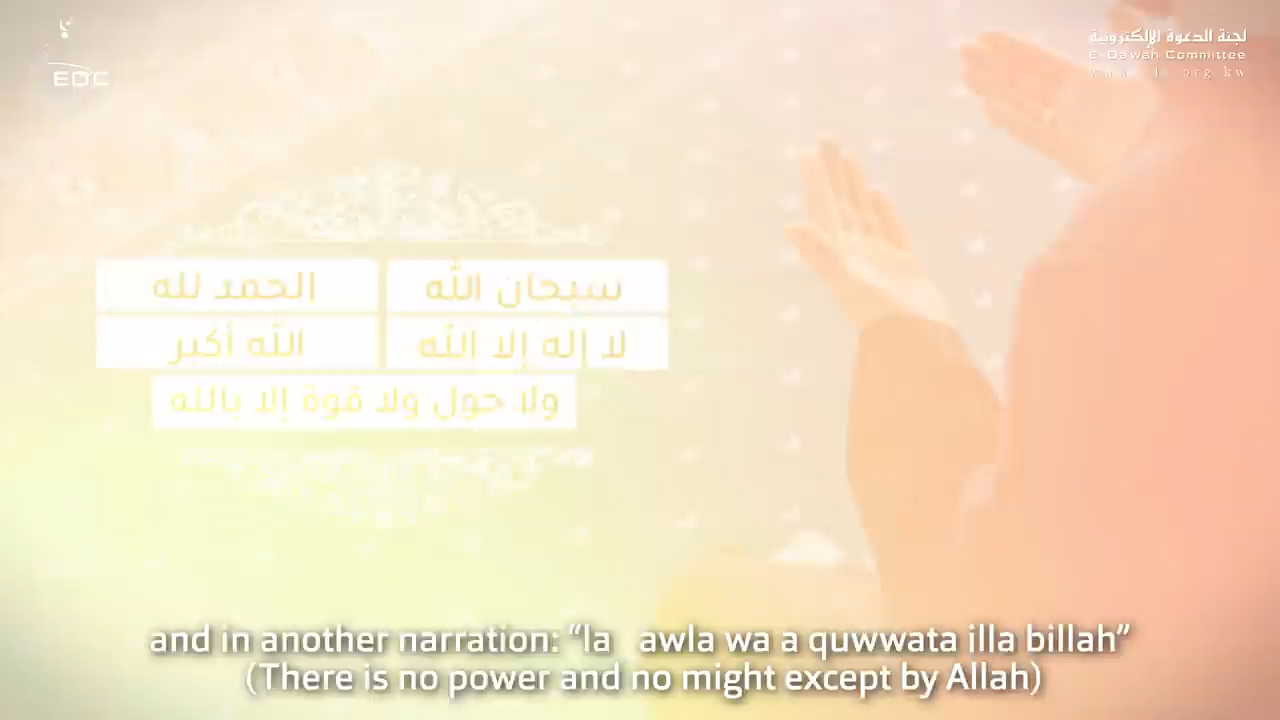 EDC
لجنة الدعوة الإلكترونية
E-Dawah Committee
سبحان الله
الحمد لله
لا إله إلا الله
الله أكبر
ولا حول ولا قوة إلا بالله
and in another narration: “la awla wa a quwwata illa billah”
(There is no power and no might except by Allah)